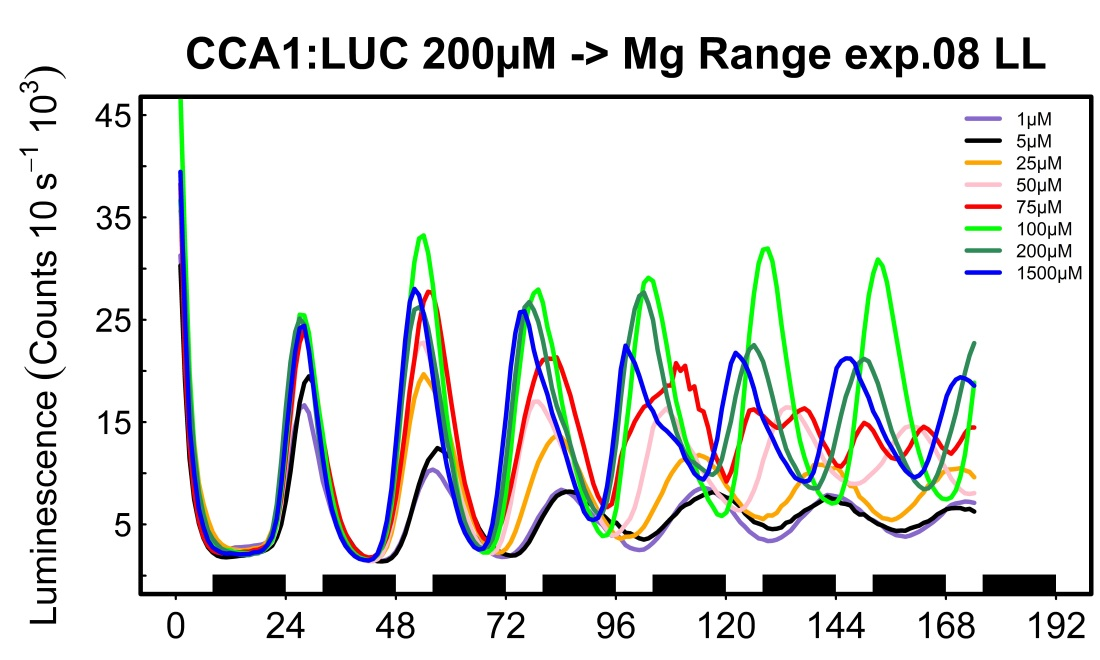 CCA1:LUC 200µM -> Mg Range exp.08 LL
Luminescence (Counts 10 s⁻¹ 10³)
45
35
25
15
5
1µM
5µM
25µM
50µM
75µM
100µM
200µM
1500µM
0 24 48 72 96 120 144 168 192